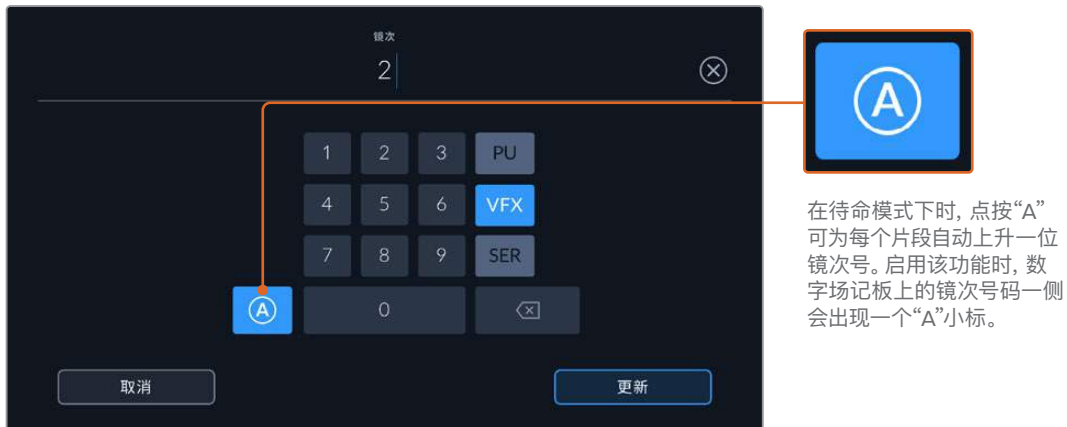 镜次
2
1 2 3 PU
4 5 6 VFX
7 8 9 SER
A 0
取消 更新
A
在待命模式下时，点按“A”
可为每个片段自动上升一位
镜次号。启用该功能时，数
字场记板上的镜次号码一侧
会出现一个“A”小标。